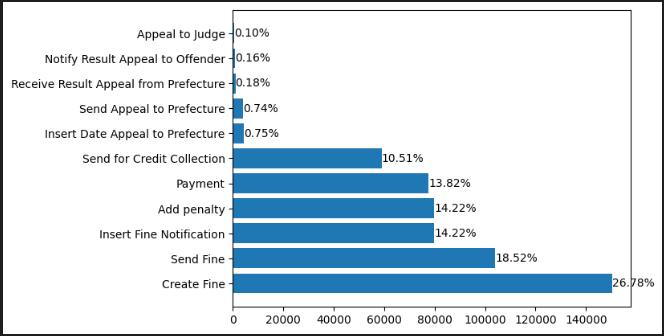 Appeal to Judge 0.10%
Notify Result Appeal to Offender 0.16%
Receive Result Appeal from Prefecture 0.18%
Send Appeal to Prefecture 0.74%
Insert Date Appeal to Prefecture 0.75%
Send for Credit Collection 10.51%
Payment 13.82%
Add penalty 14.22%
Insert Fine Notification 14.22%
Send Fine 18.52%
Create Fine 26.78%
0 20000 40000 60000 80000 100000 120000 140000